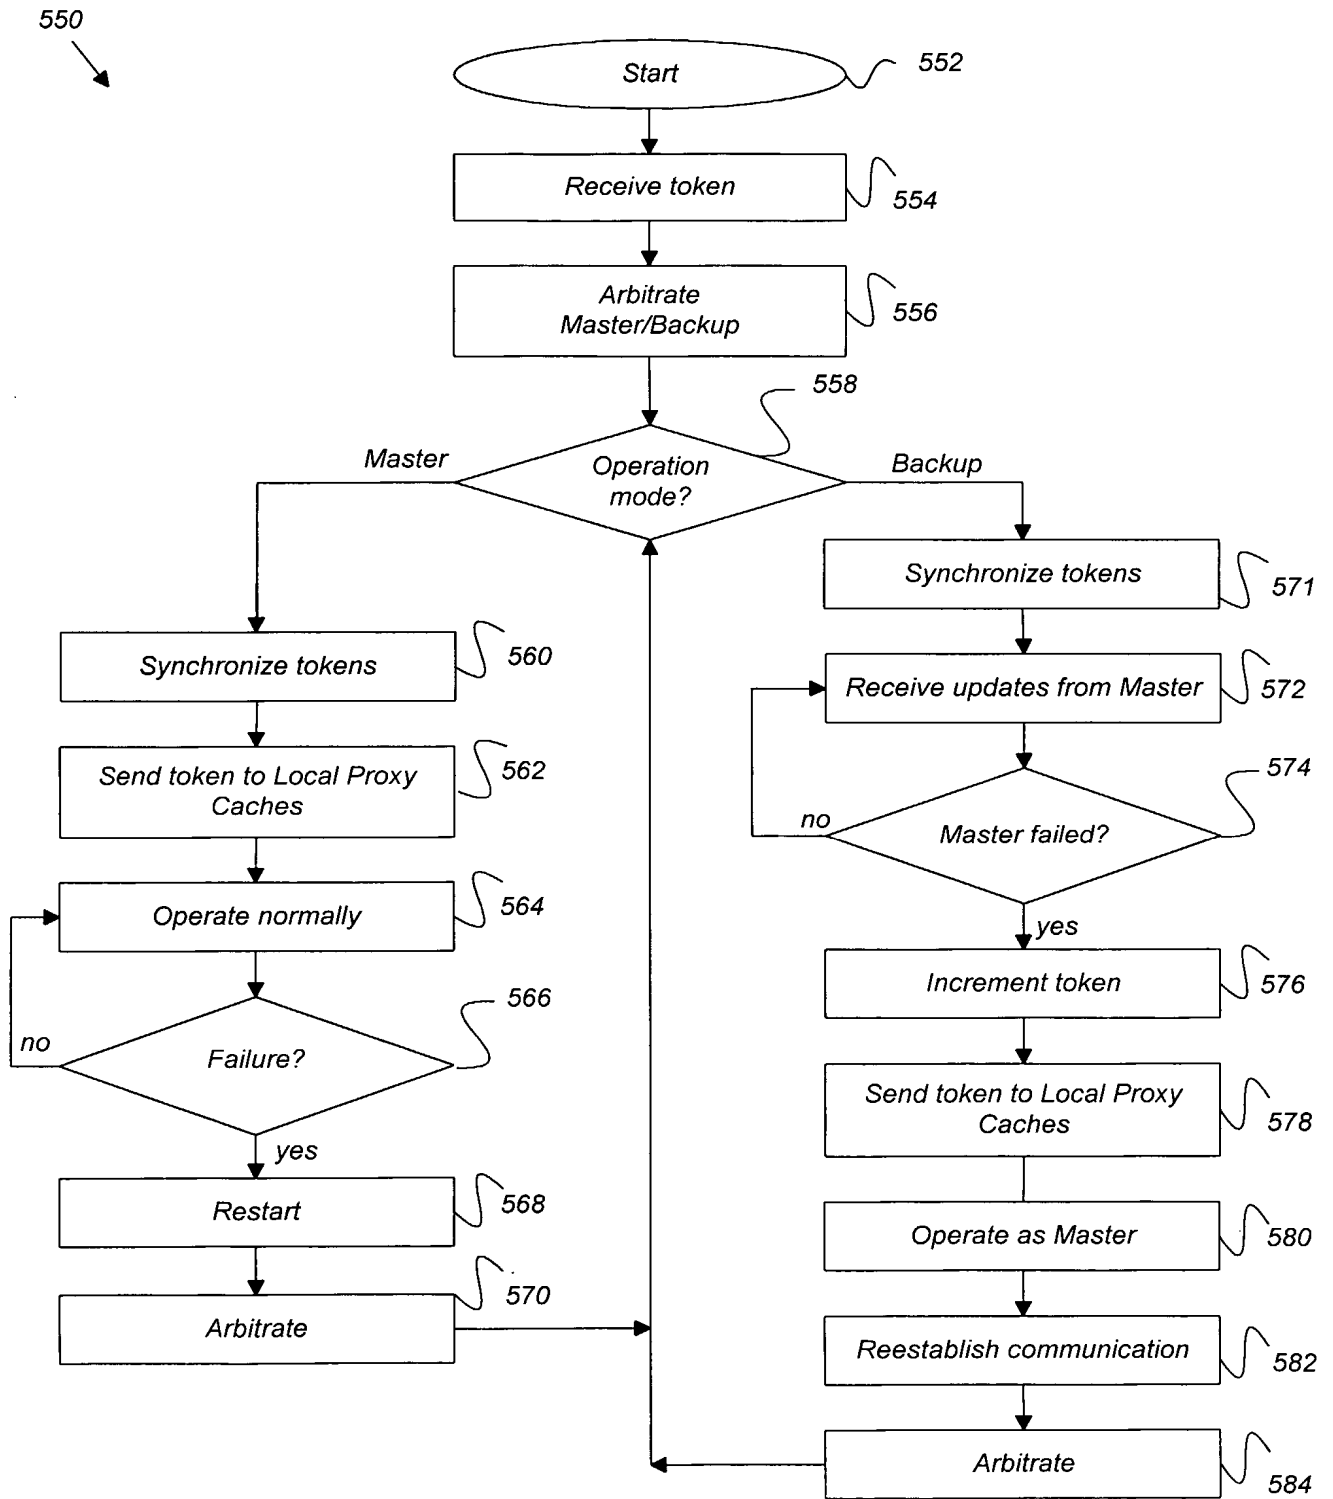 550
Start
552
Receive token
554
Arbitrate
Master/Backup
556
558
Master
Operation
mode?
Backup
Synchronize tokens
571
Synchronize tokens
560
Receive updates from Master
572
Send token to Local Proxy
Caches
562
574
no
Master failed?
Operate normally
564
yes
Increment token
576
566
no
Failure?
Send token to Local Proxy
Caches
578
yes
Restart
568
Operate as Master
580
570
Arbitrate
Reestablish communication
582
Arbitrate
584